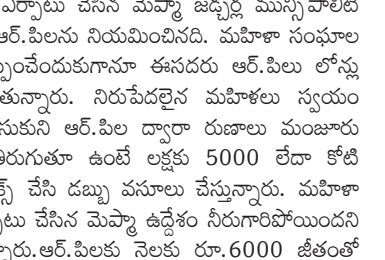 ఏర్పాటు చేసిన మెప్మా జడ్చర్ల మున్సిపాలిటి
ఆర్.పిలను నియమించినది. మహిళా సంఘాల
ప్పించేందుకుగానూ ఈసదరు ఆర్.పిలు లోన్లు
తున్నారు. నిరుపేదలైన మహిళలు స్వయం
సుకుని ఆర్.పిల ద్వారా రుణాలు మంజూరు
తిరుగుతూ ఉంటే లక్షకు 5000 లేదా కోటి
క్స్ చేసి డబ్బు వసూలు చేస్తున్నారు. మహిళా
టు చేసిన మెప్మా ఉద్దేశం నీరుగారిపోయిందని
న్నారు.ఆర్.పిలకు నెలకు రూ.6000 జీతంతో